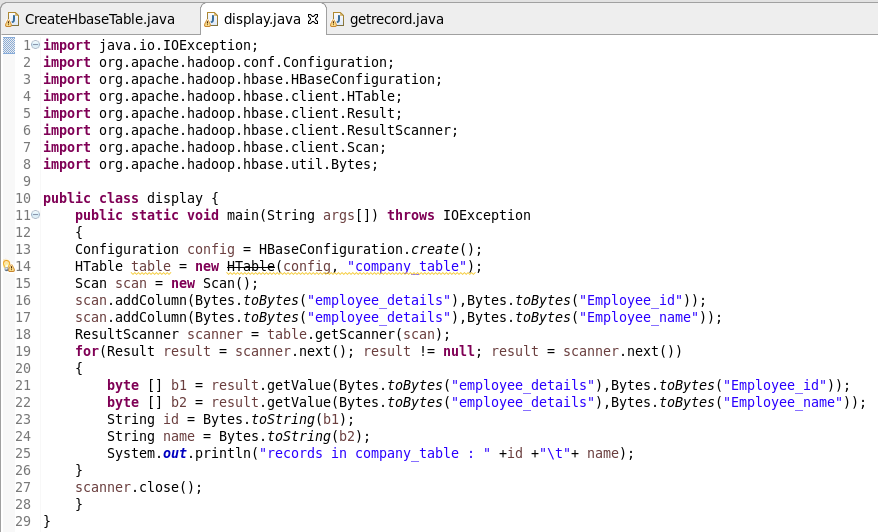 CreateHbaseTable.java display.java getrecord.java
1 import java.io.IOException;
2 import org.apache.hadoop.conf.Configuration;
3 import org.apache.hadoop.hbase.HBaseConfiguration;
4 import org.apache.hadoop.hbase.client.HTable;
5 import org.apache.hadoop.hbase.client.Result;
6 import org.apache.hadoop.hbase.client.ResultScanner;
7 import org.apache.hadoop.hbase.client.Scan;
8 import org.apache.hadoop.hbase.util.Bytes;
9
10 public class display {
11 public static void main(String args[]) throws IOException
12 {
13 Configuration config = HBaseConfiguration.create();
14 HTable table = new HTable(config, "company_table");
15 Scan scan = new Scan();
16 scan.addColumn(Bytes.toBytes("employee_details"),Bytes.toBytes("Employee_id"));
17 scan.addColumn(Bytes.toBytes("employee_details"),Bytes.toBytes("Employee_name"));
18 ResultScanner scanner = table.getScanner(scan);
19 for(Result result = scanner.next(); result != null; result = scanner.next())
20 {
21 byte [] b1 = result.getValue(Bytes.toBytes("employee_details"),Bytes.toBytes("Employee_id"));
22 byte [] b2 = result.getValue(Bytes.toBytes("employee_details"),Bytes.toBytes("Employee_name"));
23 String id = Bytes.toString(b1);
24 String name = Bytes.toString(b2);
25 System.out.println("records in company_table : " +id +"\t"+ name);
26 }
27 scanner.close();
28 }
29 }